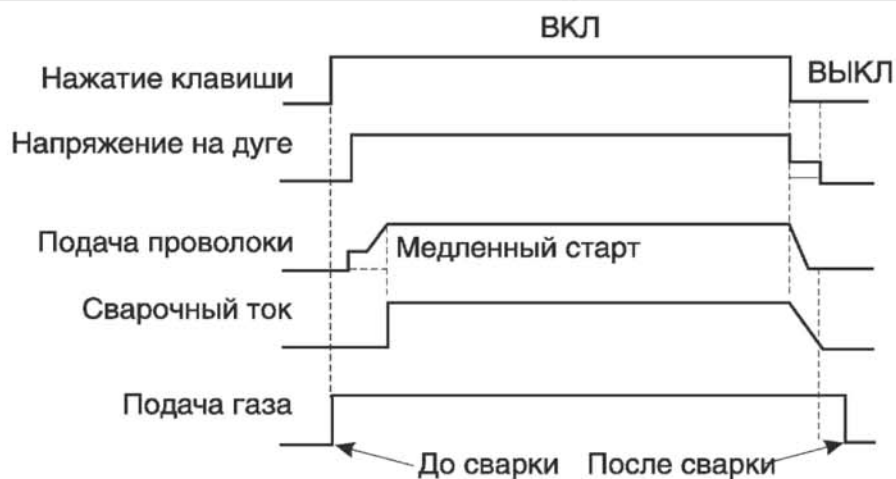 ВКЛ
Нажатие клавиши
ВЫКЛ
Напряжение на дуге
Подача проволоки
Медленный старт
Сварочный ток
Подача газа
До сварки
После сварки